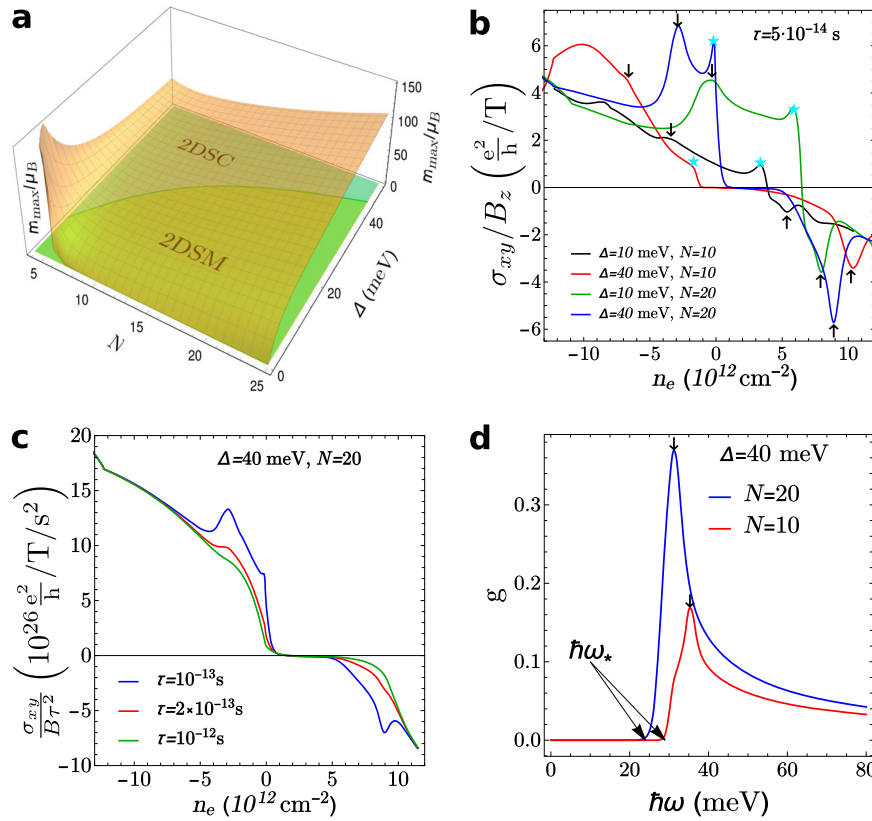 a
150
100
50
0
m_max/μ_B
m_max/μ_B
2DSC
2DSM
40
20
0
Δ (meV)
5
10
15
20
25
N
b
τ=5·10⁻¹⁴ s
6
4
2
0
-2
-4
-6
σ_xy/B_z (e²/h /T)
Δ=10 meV, N=10
Δ=40 meV, N=10
Δ=10 meV, N=20
Δ=40 meV, N=20
-10 -5 0 5 10
n_e (10¹² cm⁻²)
c
Δ=40 meV, N=20
20
15
10
5
0
-5
-10
σ_xy/Bτ² (10²⁶ e²/h /T/s²)
τ=10⁻¹³s
τ=2×10⁻¹³s
τ=10⁻¹²s
-10 -5 0 5 10
n_e (10¹² cm⁻²)
d
Δ=40 meV
N=20
N=10
0.3
0.2
0.1
0.0
g
ħω_*
0 20 40 60 80
ħω (meV)